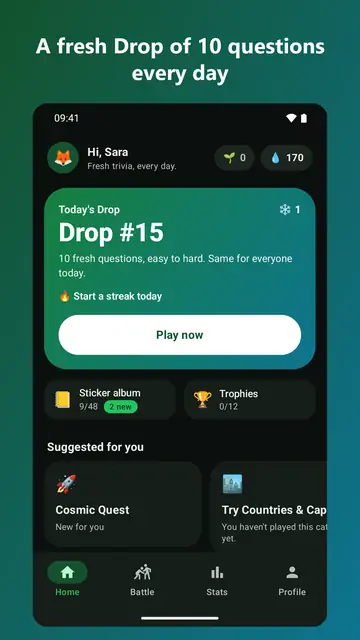 A fresh Drop of 10 questions
every day
09:41
Hi, Sara
Fresh trivia, every day.
0
170
Today's Drop
1
Drop #15
10 fresh questions, easy to hard. Same for everyone
today.
Start a streak today
Play now
Sticker album
9/48
2 new
Trophies
0/12
Suggested for you
Cosmic Quest
New for you
Try Countries & Cap
You haven't played this cat
yet.
Home
Battle
Stats
Profile